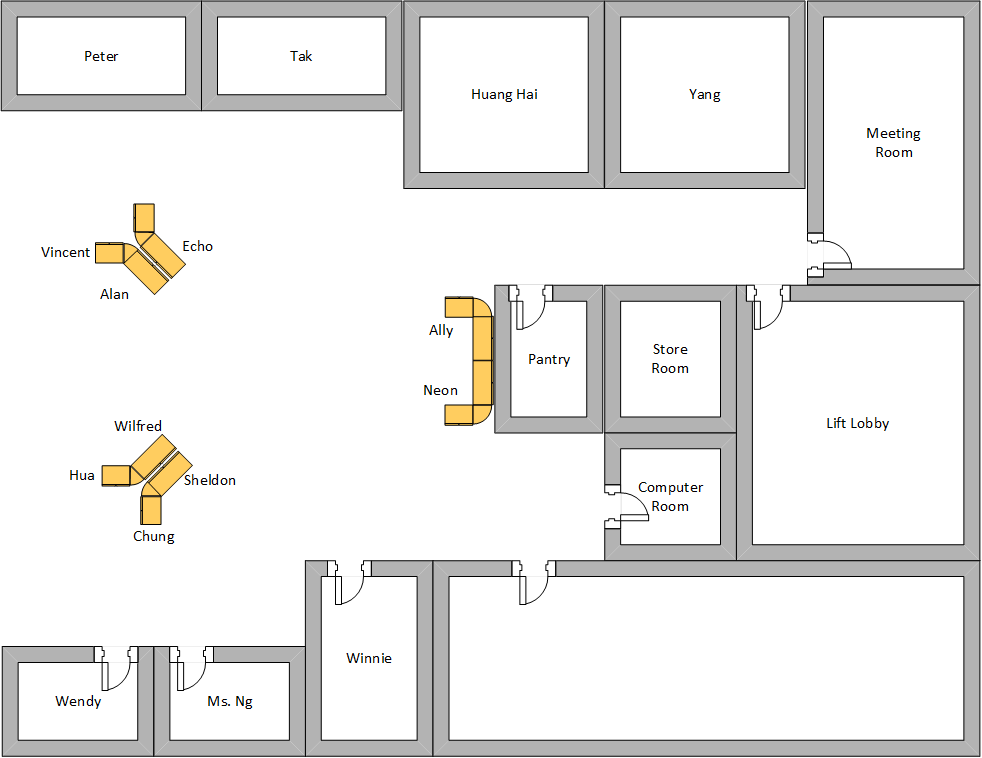 Peter
Tak
Huang Hai
Yang
Meeting
Room
Vincent
Echo
Alan
Ally
Neon
Pantry
Store
Room
Lift Lobby
Wilfred
Hua
Sheldon
Chung
Computer
Room
Winnie
Wendy
Ms. Ng